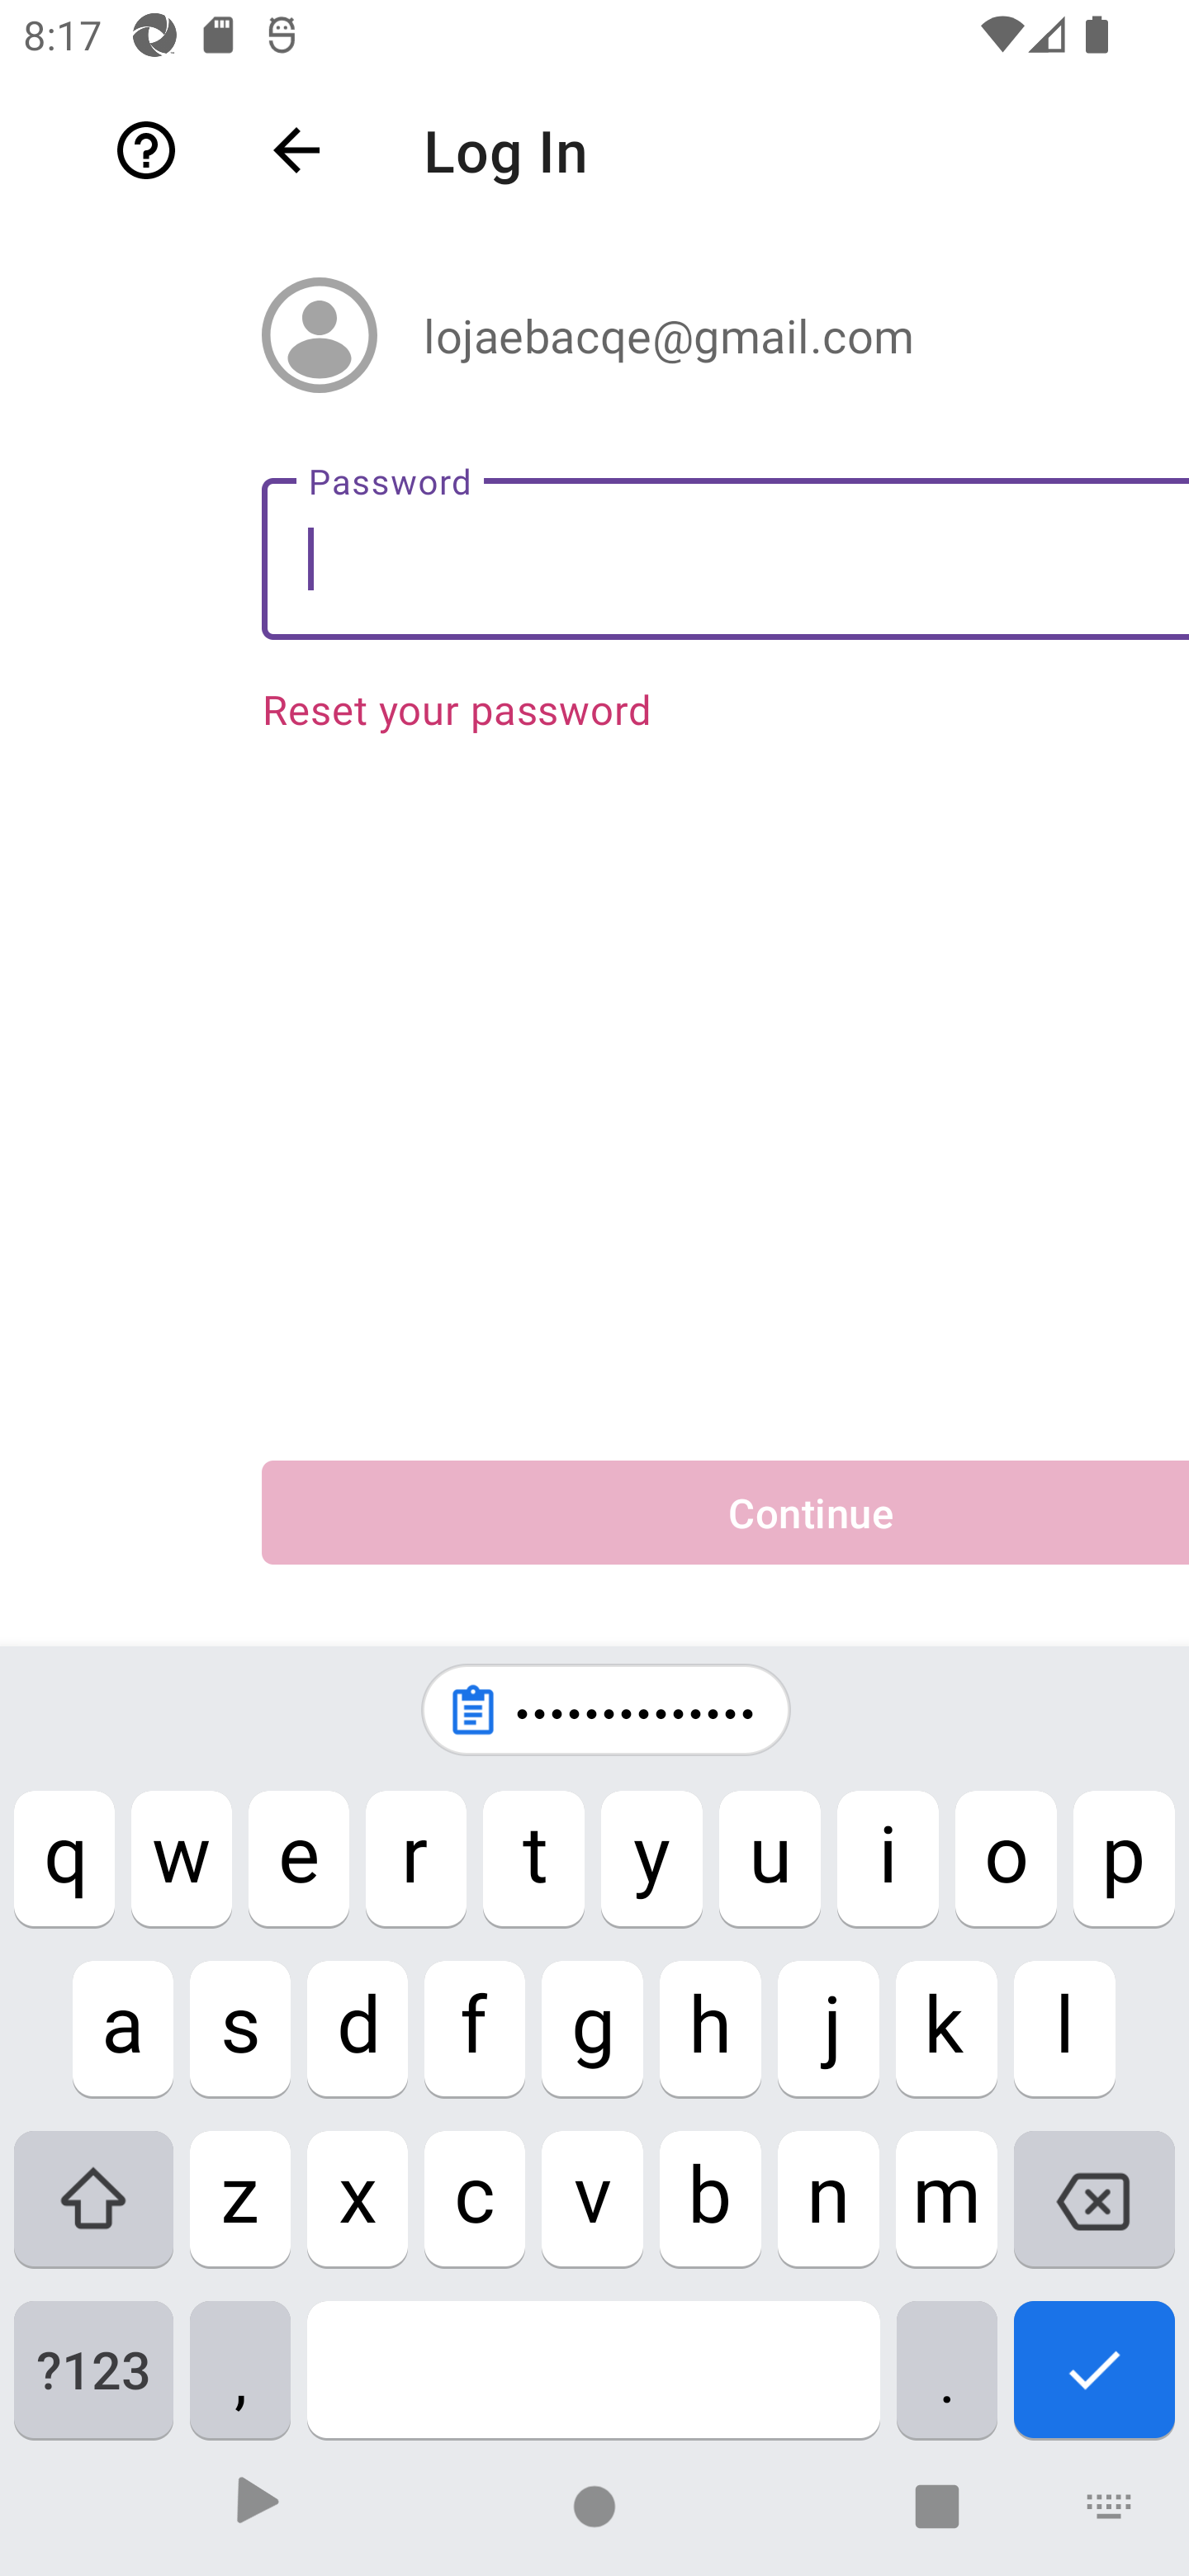 8:17
Log In
lojaebacqe@gmail.com
Password
Reset your password
Continue
••••••••••••••
q w e r t y u i o p
a s d f g h j k l
z x c v b n m
?123 , .